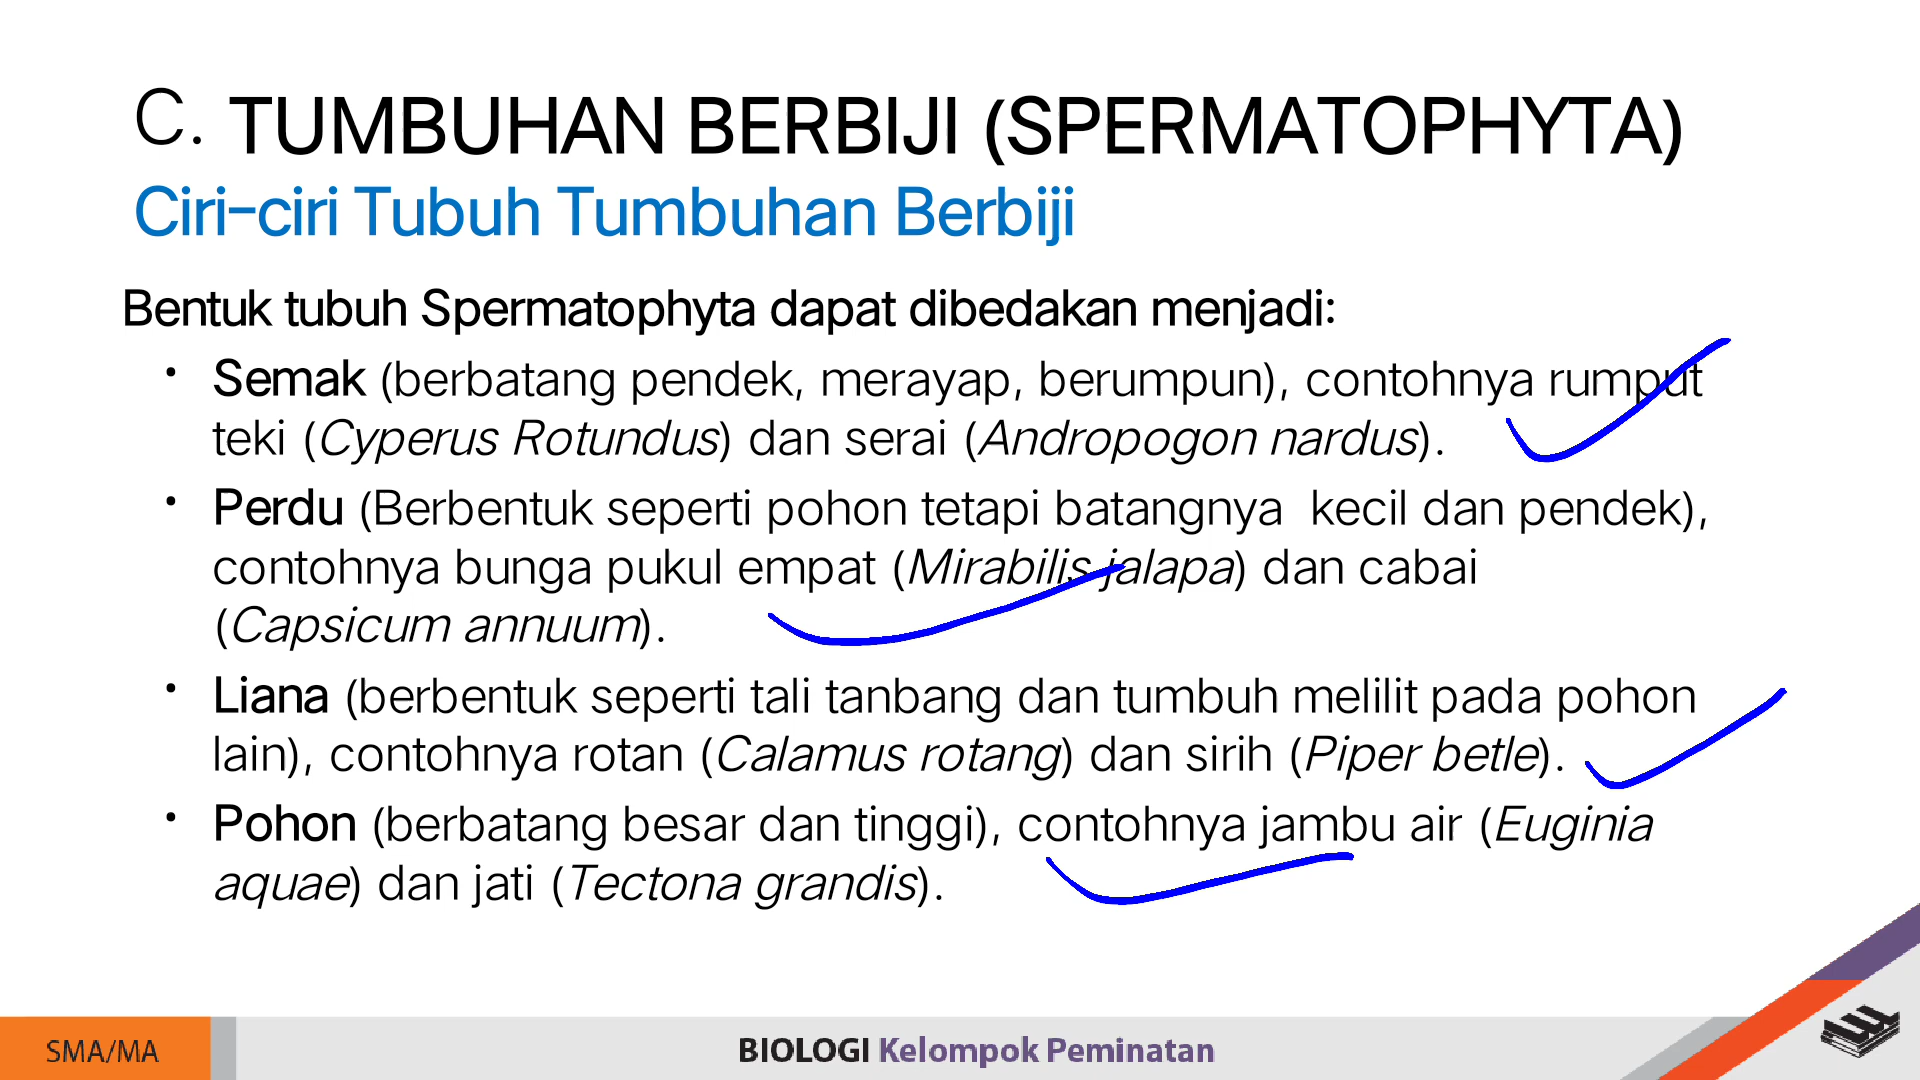 C. TUMBUHAN BERBIJI (SPERMATOPHYTA)
Ciri-ciri Tubuh Tumbuhan Berbiji
Bentuk tubuh Spermatophyta dapat dibedakan menjadi:
• Semak (berbatang pendek, merayap, berumpun), contohnya rumput
teki (Cyperus Rotundus) dan serai (Andropogon nardus).
• Perdu (Berbentuk seperti pohon tetapi batangnya kecil dan pendek),
contohnya bunga pukul empat (Mirabilis jalapa) dan cabai
(Capsicum annuum).
• Liana (berbentuk seperti tali tanbang dan tumbuh melilit pada pohon
lain), contohnya rotan (Calamus rotang) dan sirih (Piper betle).
• Pohon (berbatang besar dan tinggi), contohnya jambu air (Euginia
aquae) dan jati (Tectona grandis).
SMA/MA
BIOLOGI Kelompok Peminatan